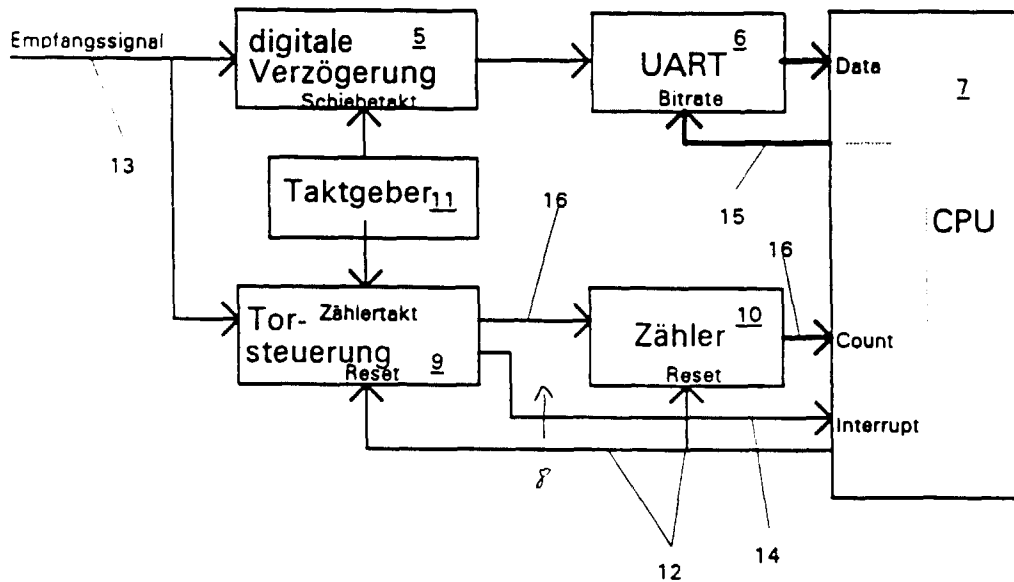 Empfangssignal
13
digitale 5
Verzögerung
Schiebetakt
UART 6
Bitrate
Data
7
CPU
15
Taktgeber 11
16
16
Zählertakt
Tor-
steuerung 9
Reset
Zähler 10
Reset
Count
Interrupt
8
12
14